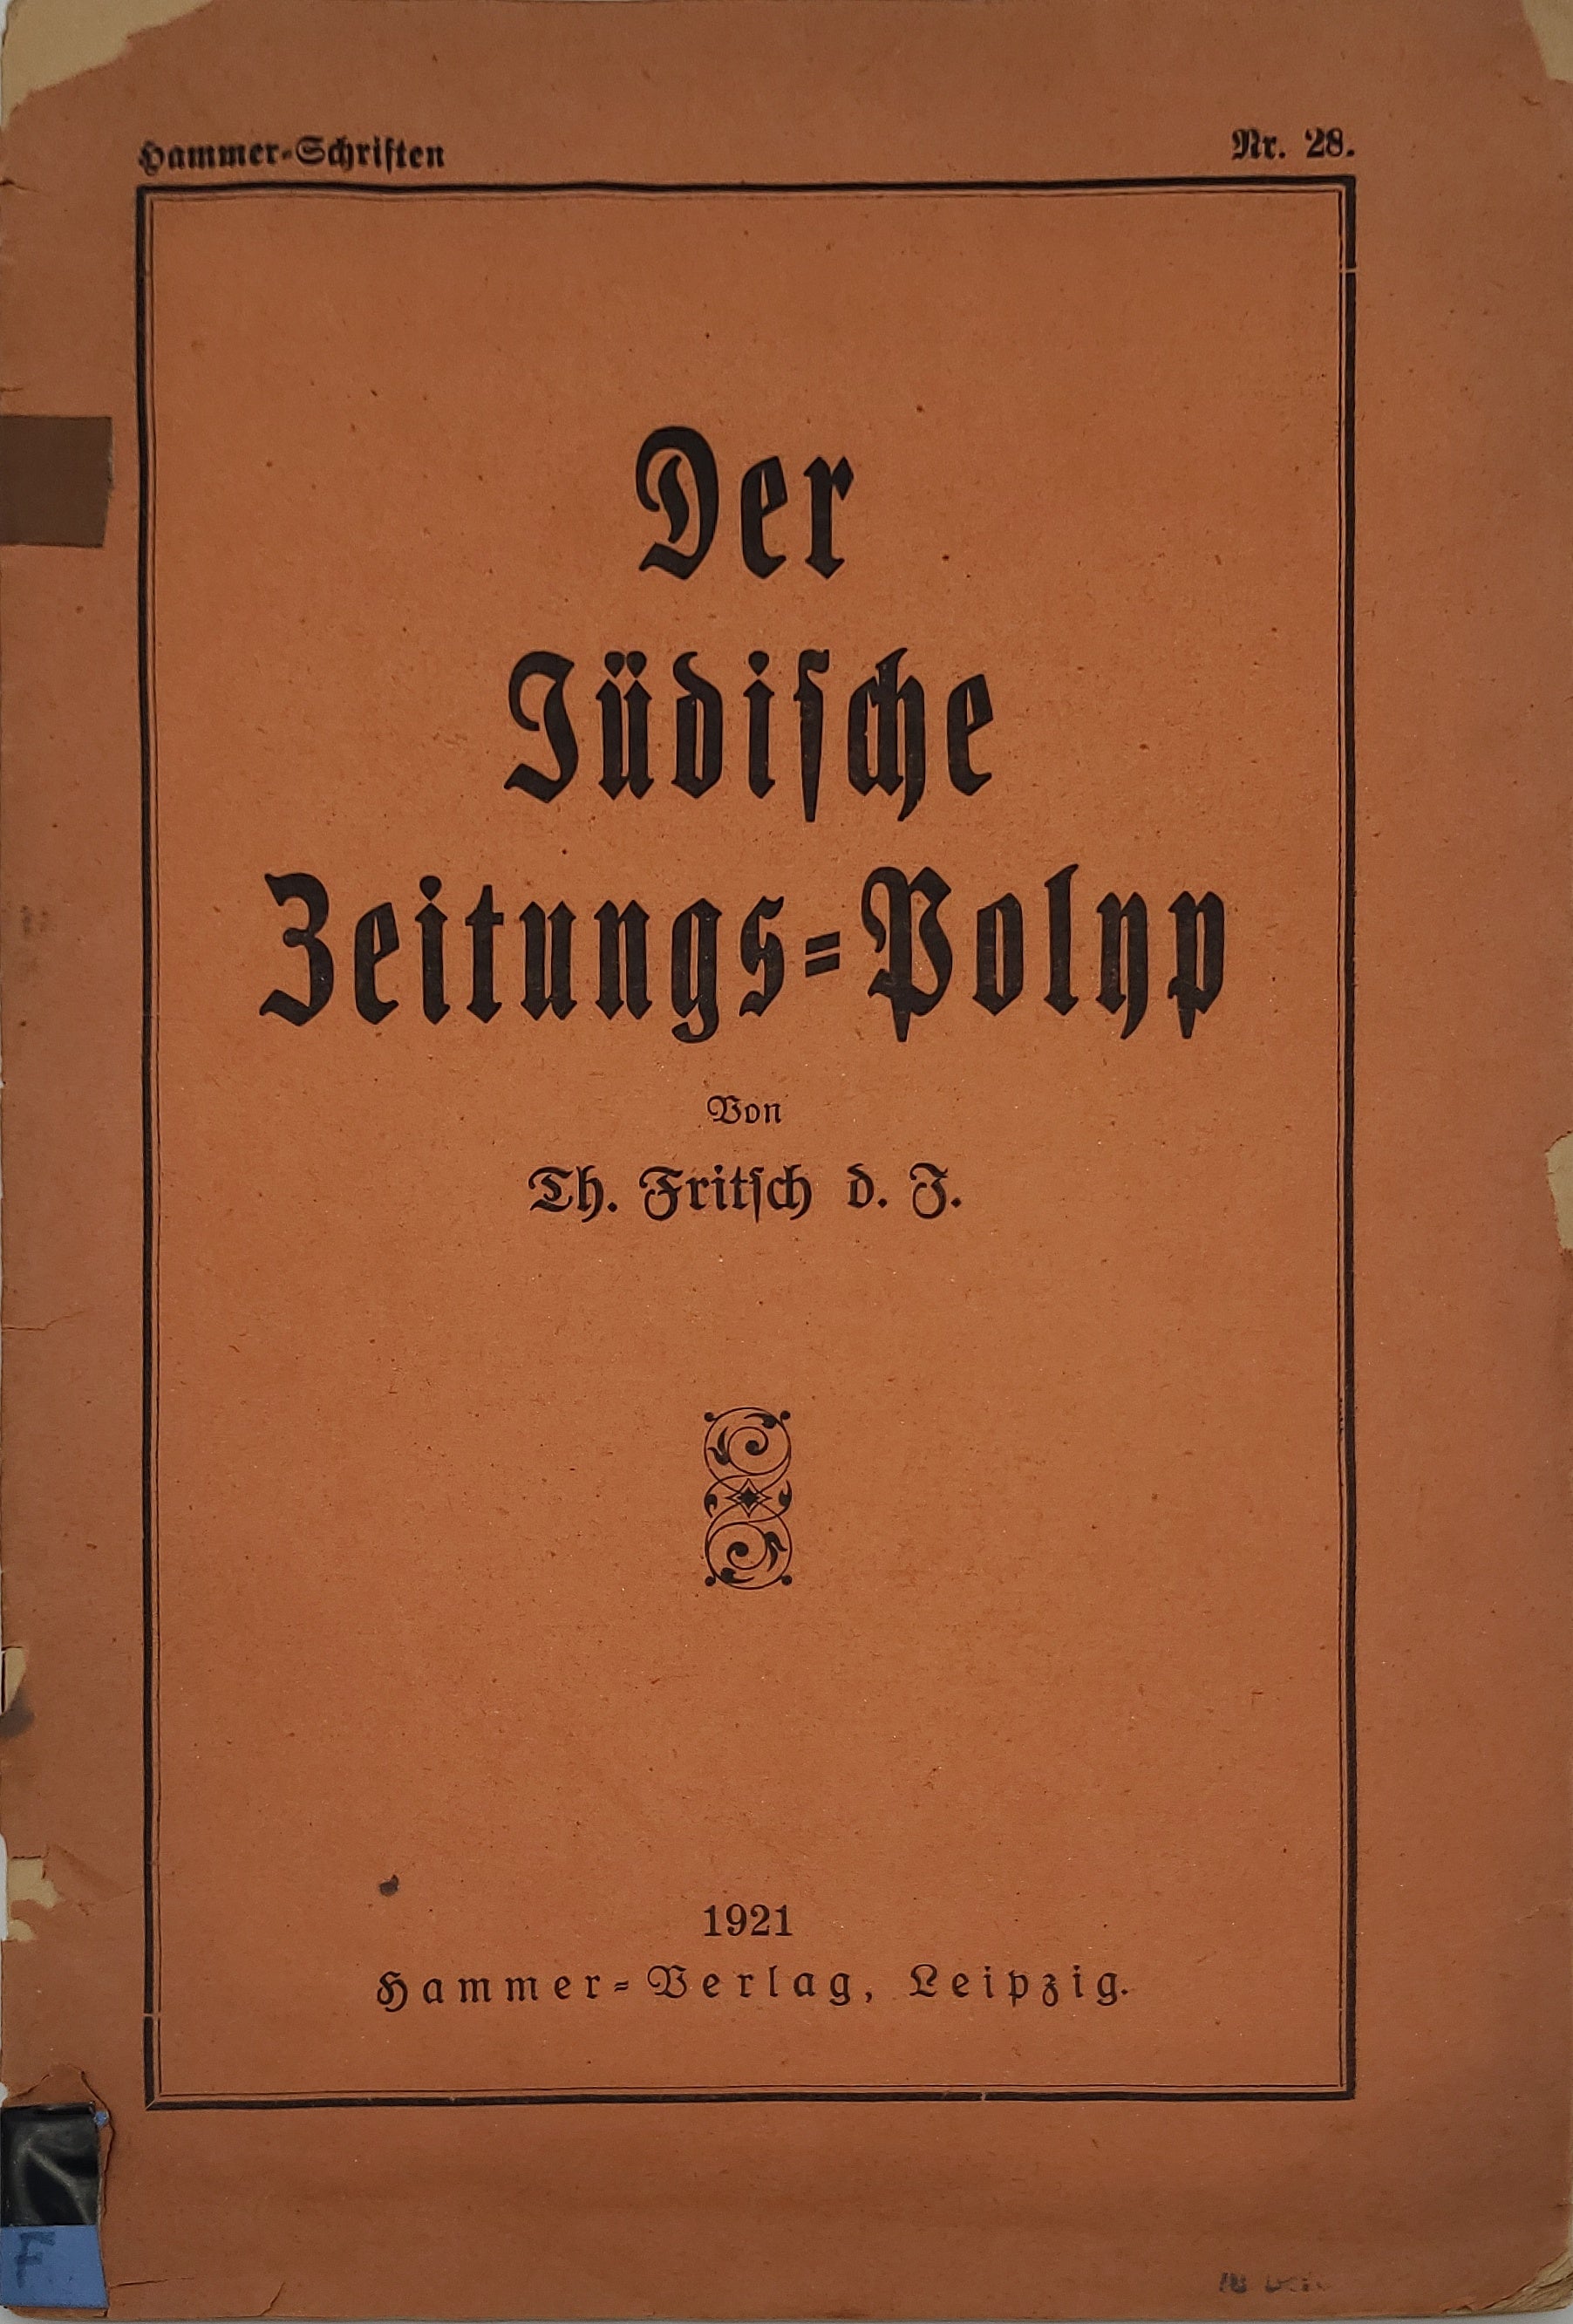 Hammer-Schriften
Nr. 28.
Der
Jüdische
Zeitungs-Polyp
Von
Th. Fritsch d. J.
1921
Hammer-Verlag, Leipzig.
F